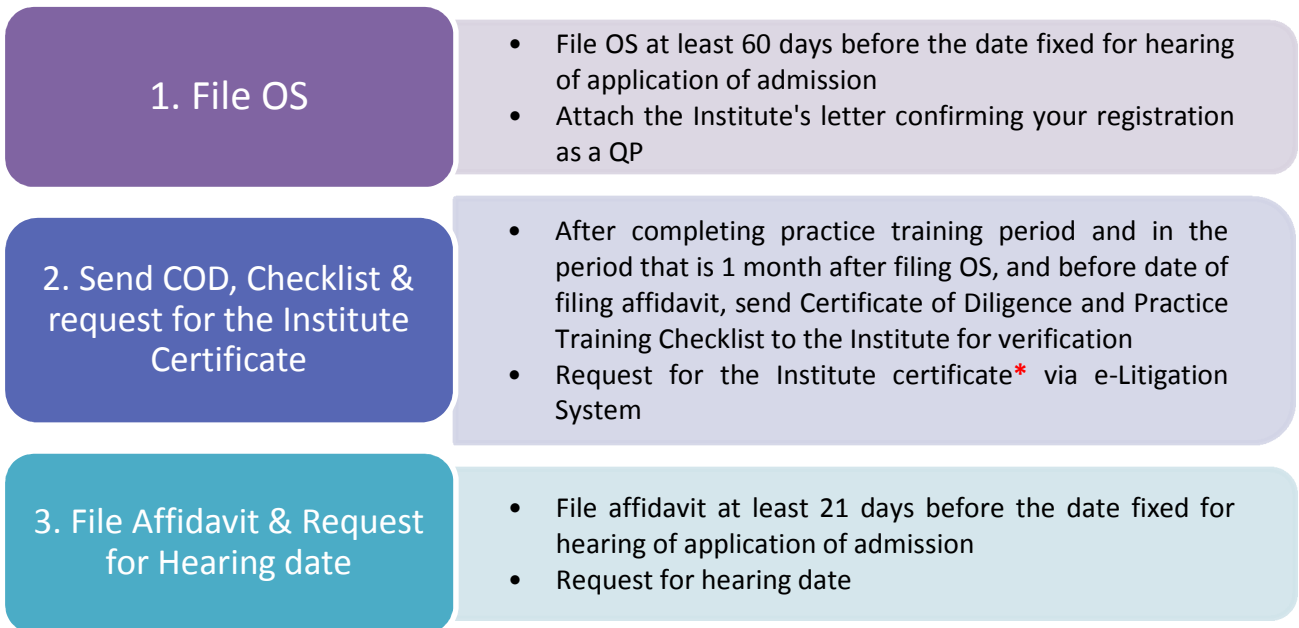 1. File OS
• File OS at least 60 days before the date fixed for hearing
of application of admission
• Attach the Institute's letter confirming your registration
as a QP
2. Send COD, Checklist &
request for the Institute
Certificate
• After completing practice training period and in the
period that is 1 month after filing OS, and before date of
filing affidavit, send Certificate of Diligence and Practice
Training Checklist to the Institute for verification
• Request for the Institute certificate* via e-Litigation
System
3. File Affidavit & Request
for Hearing date
• File affidavit at least 21 days before the date fixed for
hearing of application of admission
• Request for hearing date